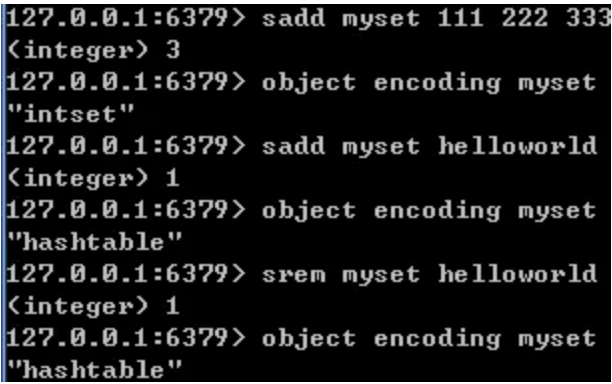 127.0.0.1:6379> sadd myset 111 222 333
(integer) 3
127.0.0.1:6379> object encoding myset
"intset"
127.0.0.1:6379> sadd myset helloworld
(integer) 1
127.0.0.1:6379> object encoding myset
"hashtable"
127.0.0.1:6379> srem myset helloworld
(integer) 1
127.0.0.1:6379> object encoding myset
"hashtable"